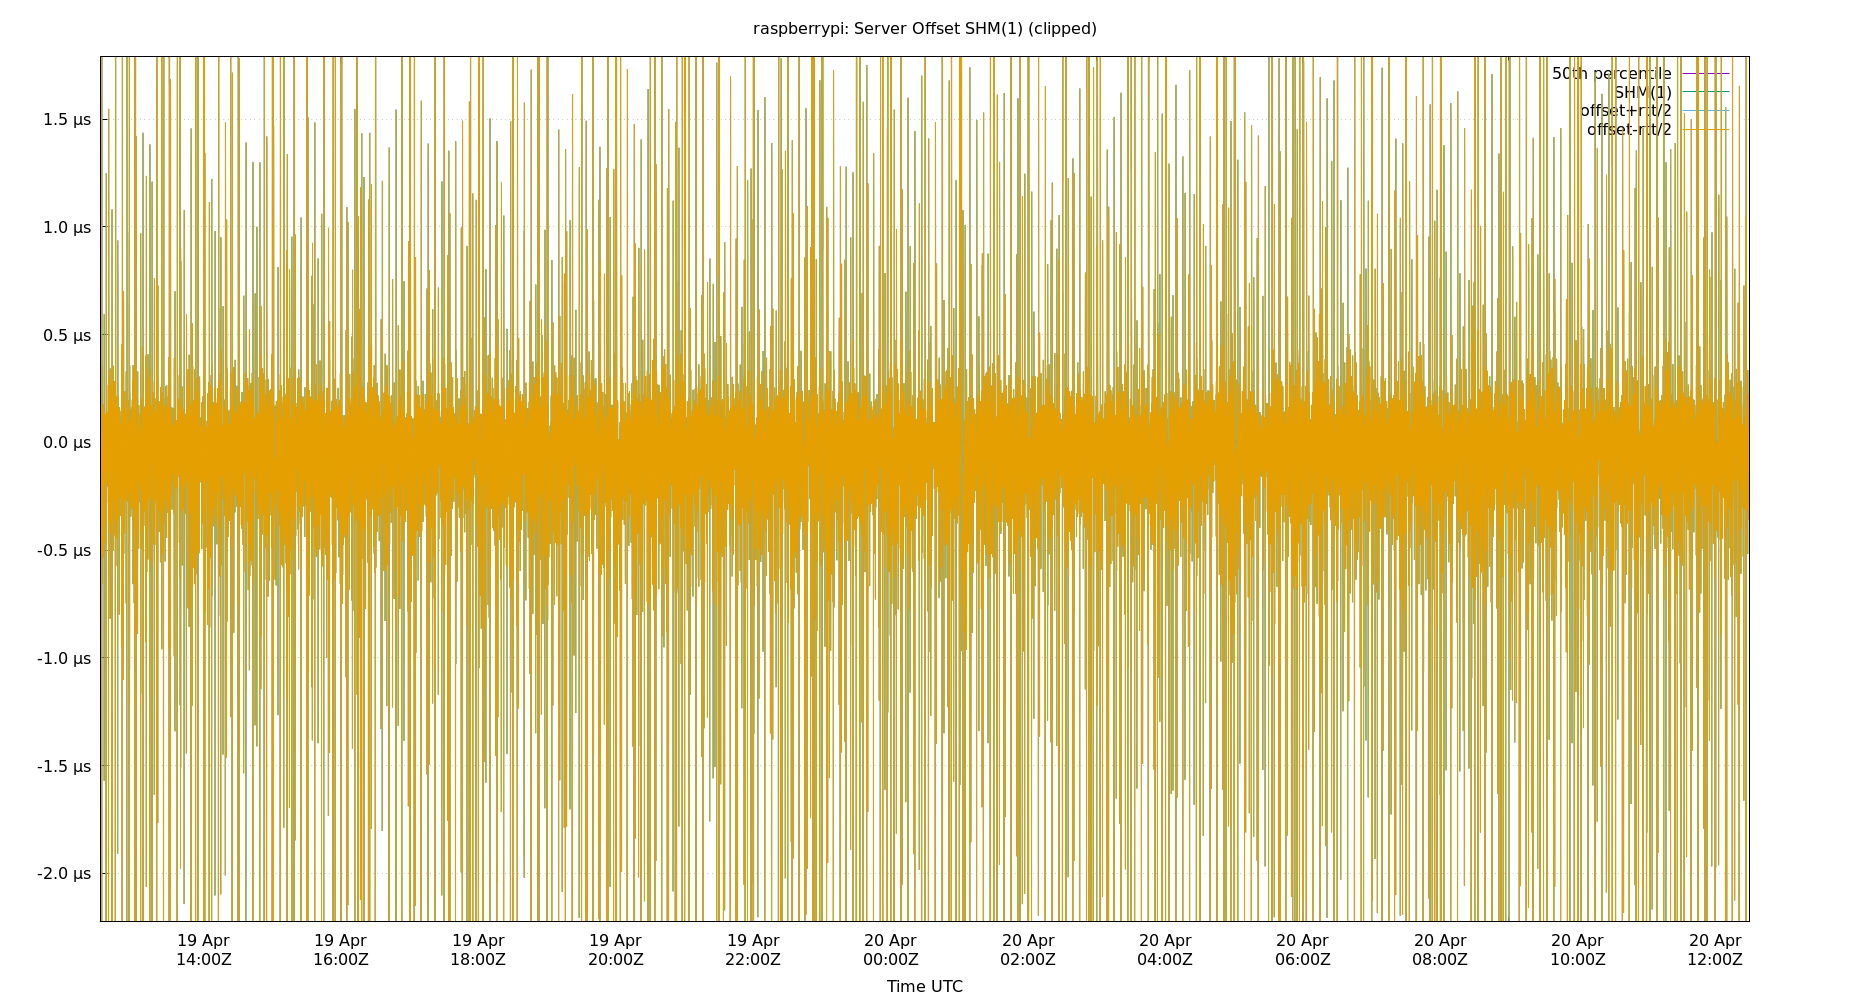 raspberrypi: Server Offset SHM(1) (clipped)
50th percentile
SHM(1)
offset+rtt/2
offset-rtt/2
1.5 µs
1.0 µs
0.5 µs
0.0 µs
-0.5 µs
-1.0 µs
-1.5 µs
-2.0 µs
19 Apr 19 Apr 19 Apr 19 Apr 19 Apr 20 Apr 20 Apr 20 Apr 20 Apr 20 Apr 20 Apr 20 Apr
14:00Z 16:00Z 18:00Z 20:00Z 22:00Z 00:00Z 02:00Z 04:00Z 06:00Z 08:00Z 10:00Z 12:00Z
Time UTC